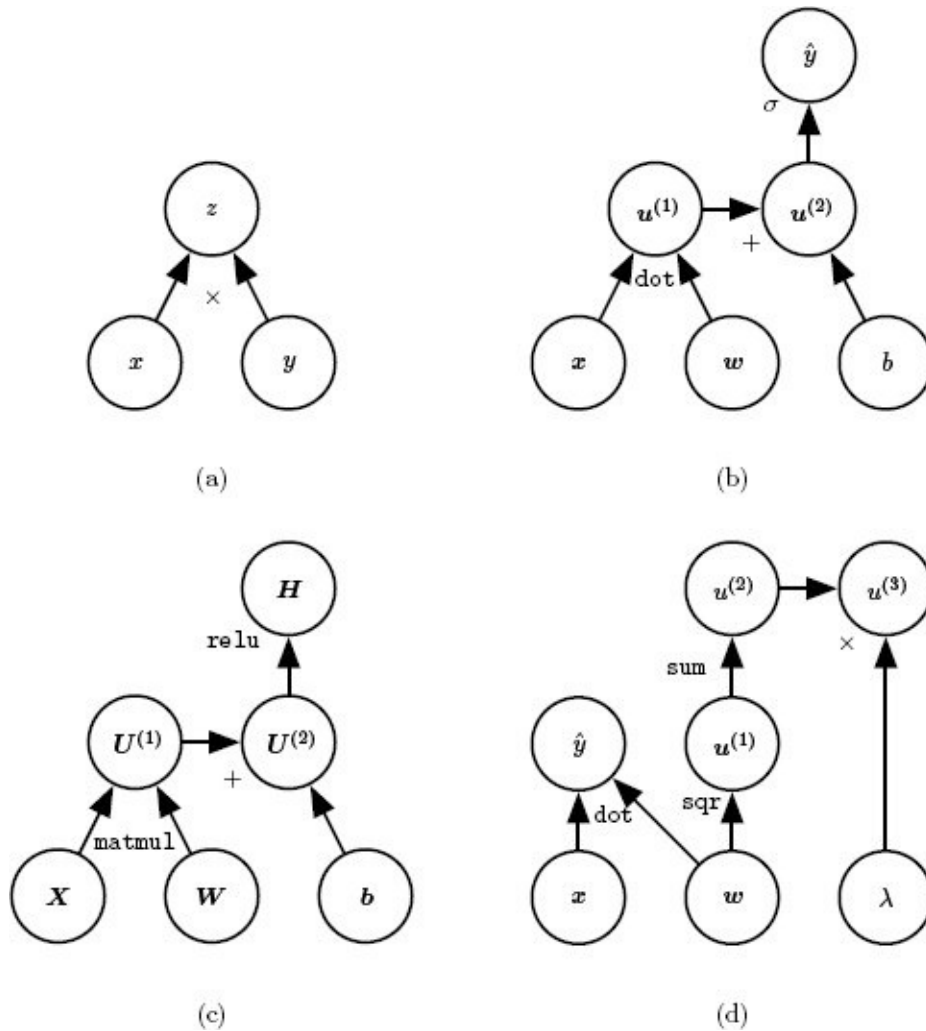 ŷ
σ
z
u^(1)
u^(2)
+
×
dot
x
y
x
w
b
(a)
(b)
H
u^(2)
u^(3)
relu
×
sum
U^(1)
U^(2)
ŷ
u^(1)
+
matmul
dot
sqr
X
W
b
x
w
λ
(c)
(d)